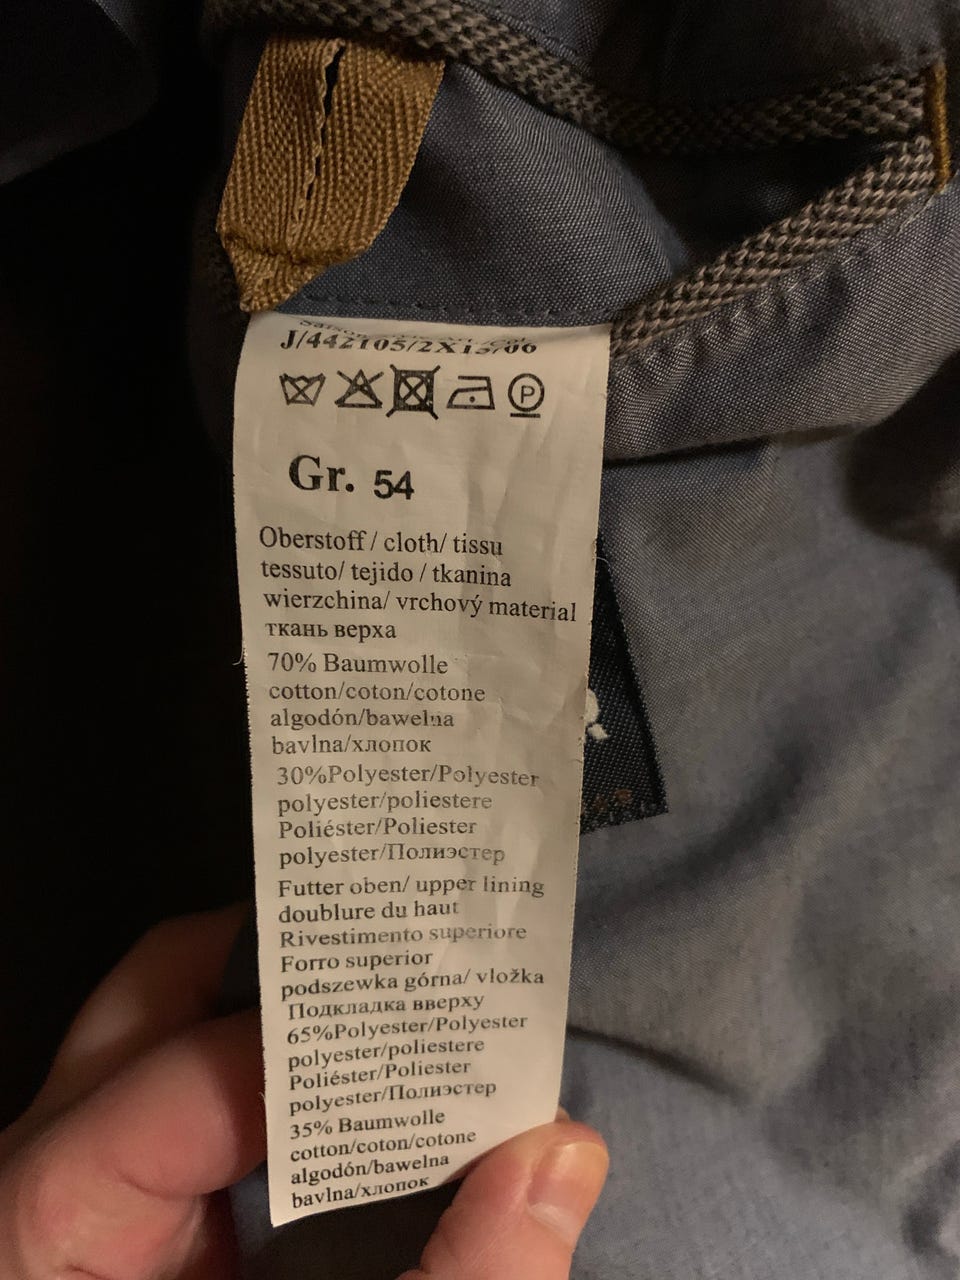 J/442105/2X13/06
P
Gr. 54
Oberstoff / cloth/ tissu
tessuto/ tejido / tkanina
wierzchina/ vrchový material
ткань верха
70% Baumwolle
cotton/coton/cotone
algodón/bawelna
bavlna/хлопок
30%Polyester/Polyester
polyester/poliestere
Poliéster/Poliester
polyester/Полиэстер
Futter oben/ upper lining
doublure du haut
Rivestimento superiore
Forro superior
podszewka górna/ vložka
Подкладка вверху
65%Polyester/Polyester
polyester/poliestere
Poliéster/Poliester
polyester/Полиэстер
35% Baumwolle
cotton/coton/cotone
algodón/bawelna
bavlna/хлопок